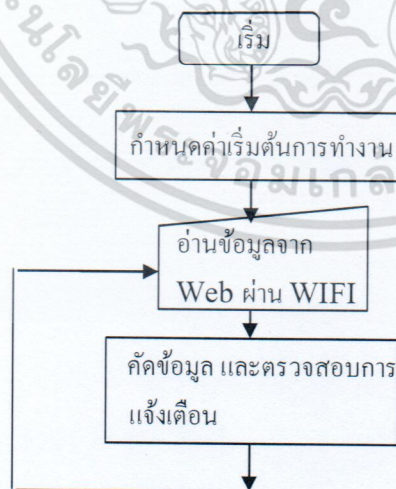 เริ่ม
กำหนดค่าเริ่มต้นการทำงาน
อ่านข้อมูลจาก
Web ผ่าน WIFI
คัดข้อมูล และตรวจสอบการ
แจ้งเตือน